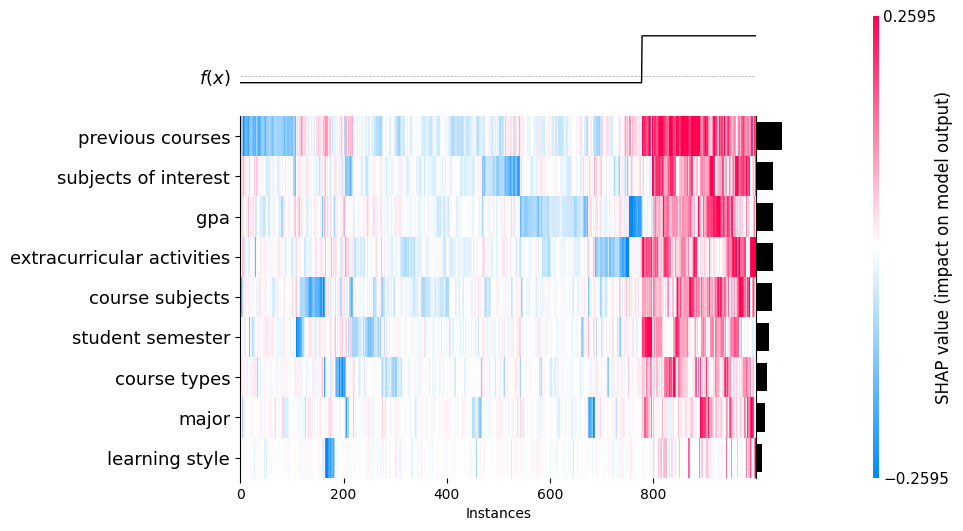 0.2595
f(x)
previous courses
subjects of interest
gpa
extracurricular activities
course subjects
student semester
course types
major
learning style
0 200 400 600 800
Instances
−0.2595
SHAP value (impact on model output)